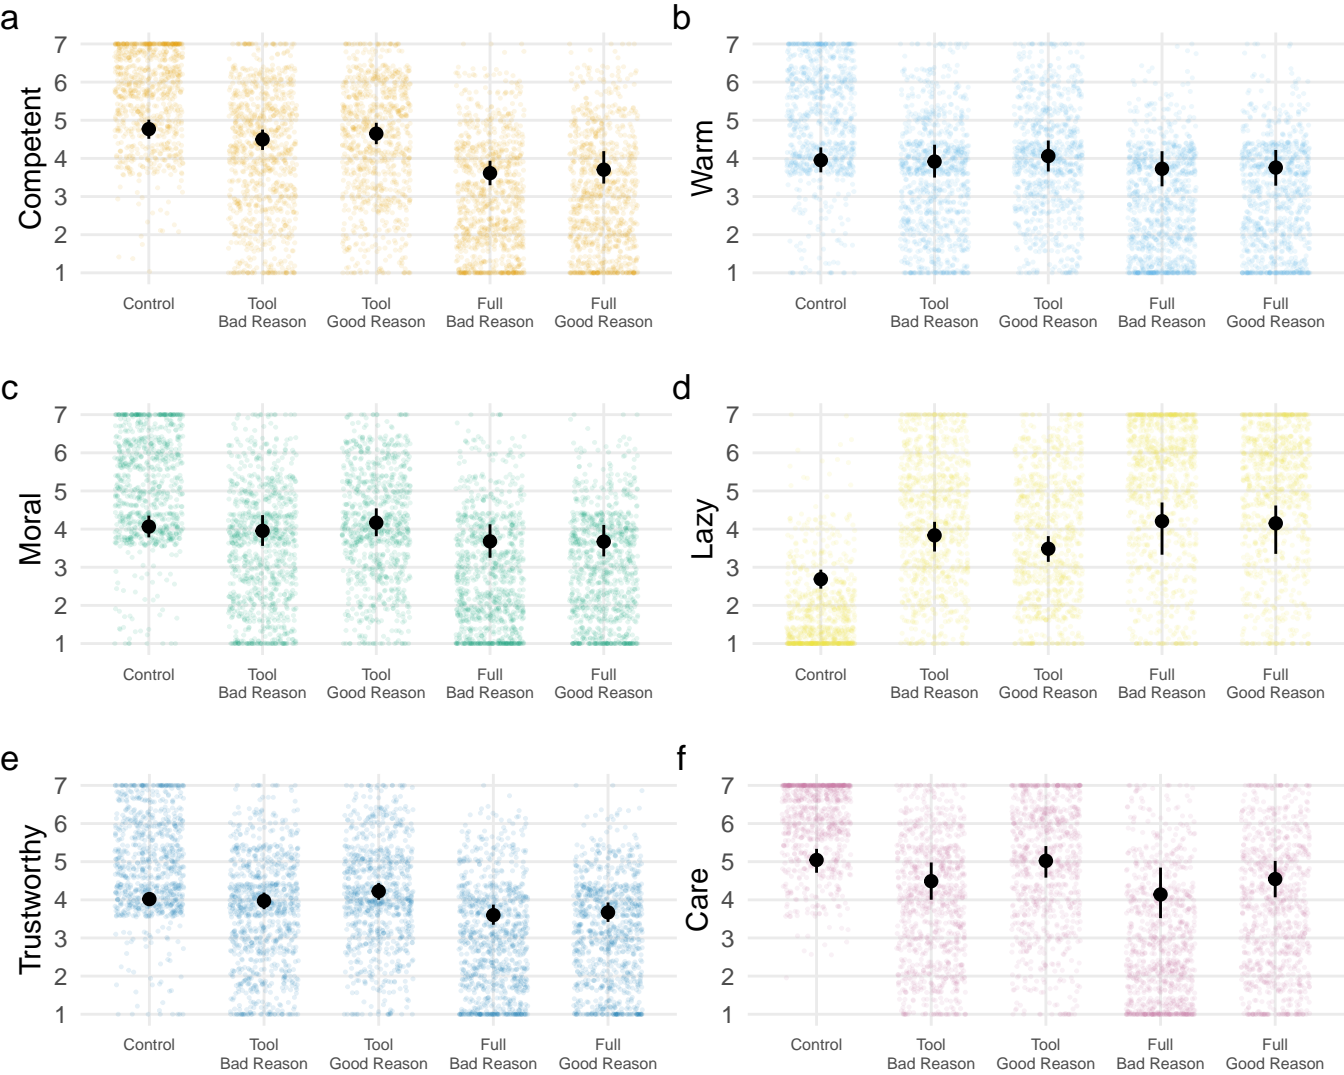 a
Competent
7
6
5
4
3
2
1
Control
Tool
Bad Reason
Tool
Good Reason
Full
Bad Reason
Full
Good Reason
b
Warm
7
6
5
4
3
2
1
Control
Tool
Bad Reason
Tool
Good Reason
Full
Bad Reason
Full
Good Reason
c
Moral
7
6
5
4
3
2
1
Control
Tool
Bad Reason
Tool
Good Reason
Full
Bad Reason
Full
Good Reason
d
Lazy
7
6
5
4
3
2
1
Control
Tool
Bad Reason
Tool
Good Reason
Full
Bad Reason
Full
Good Reason
e
Trustworthy
7
6
5
4
3
2
1
Control
Tool
Bad Reason
Tool
Good Reason
Full
Bad Reason
Full
Good Reason
f
Care
7
6
5
4
3
2
1
Control
Tool
Bad Reason
Tool
Good Reason
Full
Bad Reason
Full
Good Reason